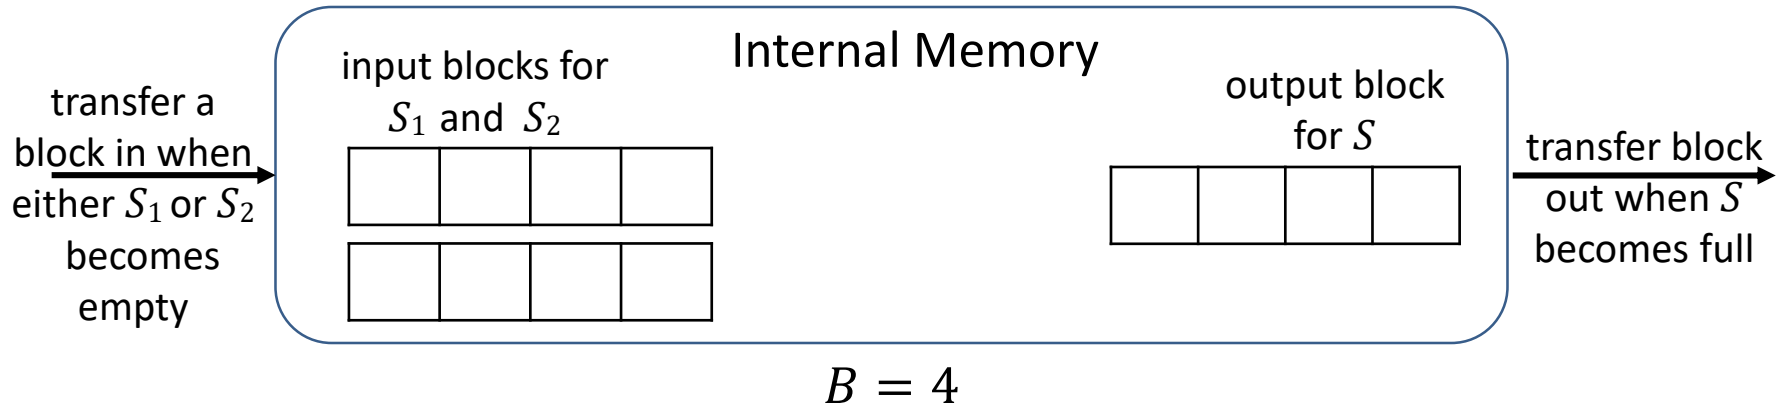 Internal Memory
transfer a
block in when
either S₁ or S₂
becomes
empty
input blocks for
S₁ and S₂
output block
for S
transfer block
out when S
becomes full
B = 4